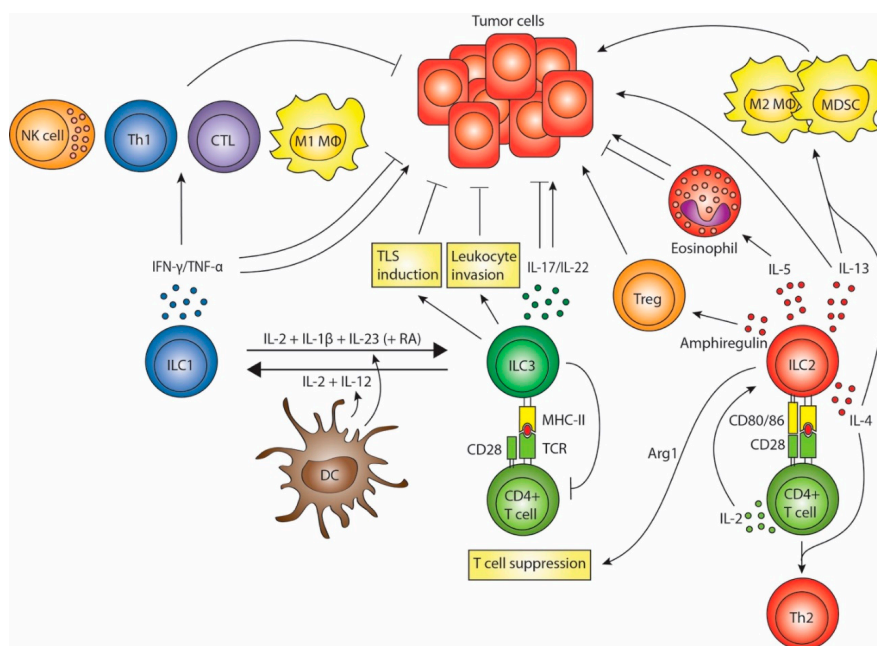 Tumor cells
NK cell
Th1
CTL
M1 MΦ
M2 MΦ
MDSC
IFN-γ/TNF-α
TLS
induction
Leukocyte
invasion
IL-17/IL-22
Eosinophil
IL-5
IL-13
Treg
Amphiregulin
ILC1
IL-2 + IL-1β + IL-23 (+ RA)
IL-2 + IL-12
ILC3
ILC2
DC
MHC-II
CD28
TCR
CD4+
T cell
Arg1
CD80/86
CD28
IL-4
IL-2
CD4+
T cell
T cell suppression
Th2